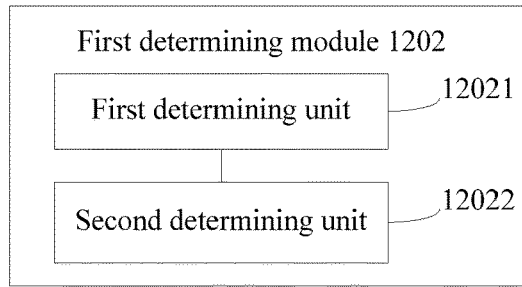 First determining module 1202
First determining unit
12021
Second determining unit
12022